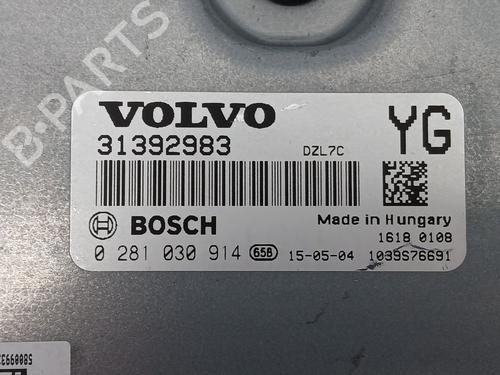 B-PARTS
VOLVO
YG
31392983
DZL7C
BOSCH
Made in Hungary
1618 0108
0 281 030 914 658 15-05-04 1039S76691